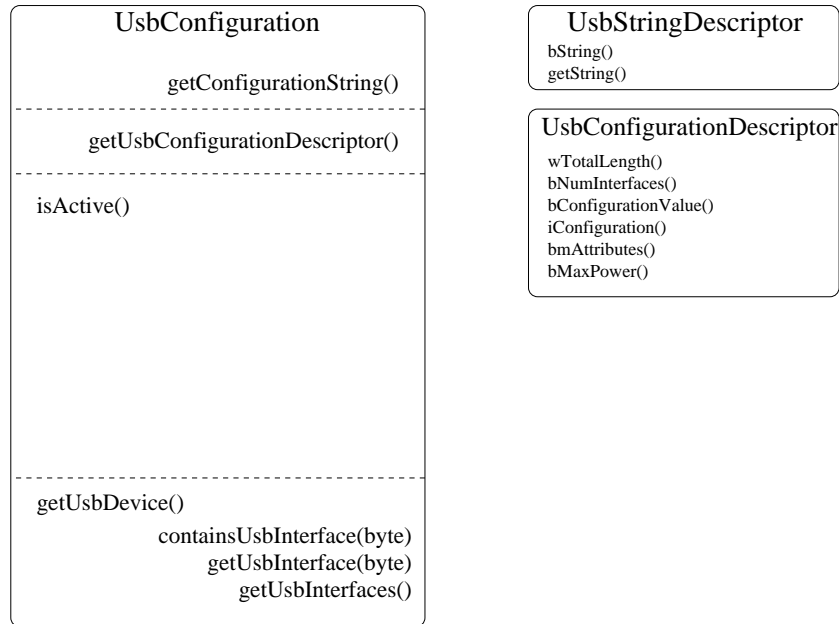 UsbConfiguration
getConfigurationString()
getUsbConfigurationDescriptor()
isActive()
getUsbDevice()
containsUsbInterface(byte)
getUsbInterface(byte)
getUsbInterfaces()
UsbStringDescriptor
bString()
getString()
UsbConfigurationDescriptor
wTotalLength()
bNumInterfaces()
bConfigurationValue()
iConfiguration()
bmAttributes()
bMaxPower()